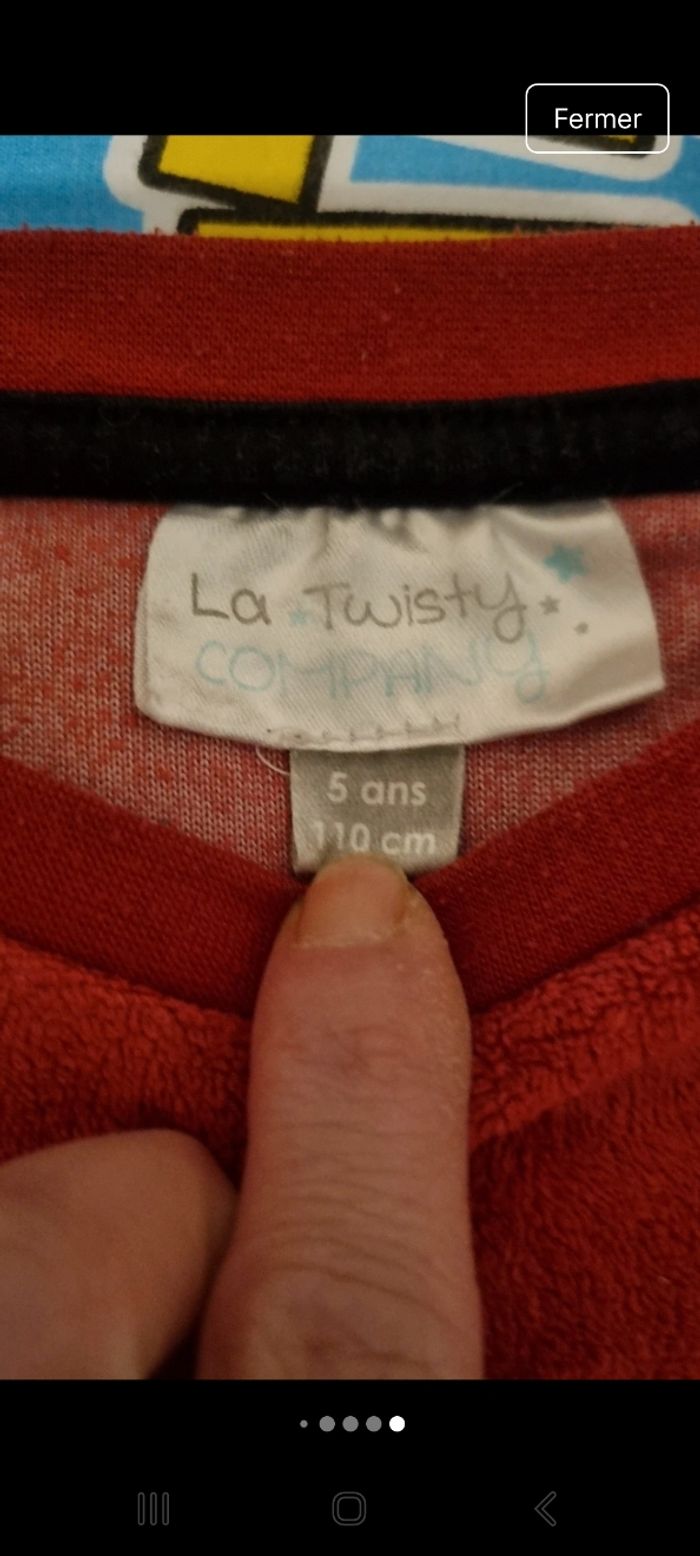 Fermer
La Twisty
COMPANY
5 ans
110 cm